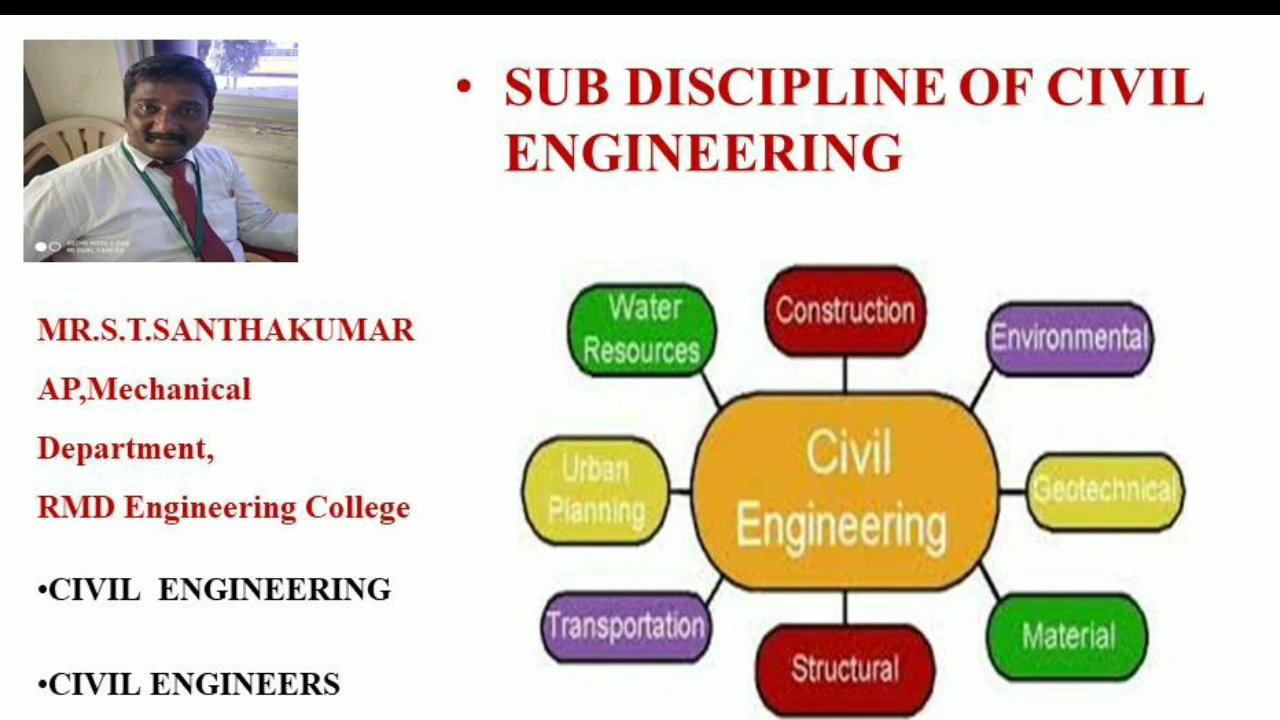 • SUB DISCIPLINE OF CIVIL
ENGINEERING
MR.S.T.SANTHAKUMAR
AP,Mechanical
Department,
RMD Engineering College
•CIVIL ENGINEERING
•CIVIL ENGINEERS
Water
Resources
Construction
Environmental
Urban
Planning
Civil
Engineering
Geotechnical
Transportation
Structural
Material